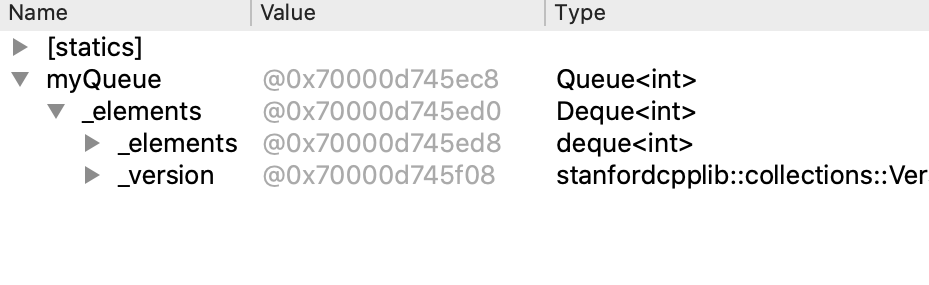 Name Value Type
[statics]
myQueue @0x70000d745ec8 Queue<int>
_elements @0x70000d745ed0 Deque<int>
_elements @0x70000d745ed8 deque<int>
_version @0x70000d745f08 stanfordcpplib::collections::Ver